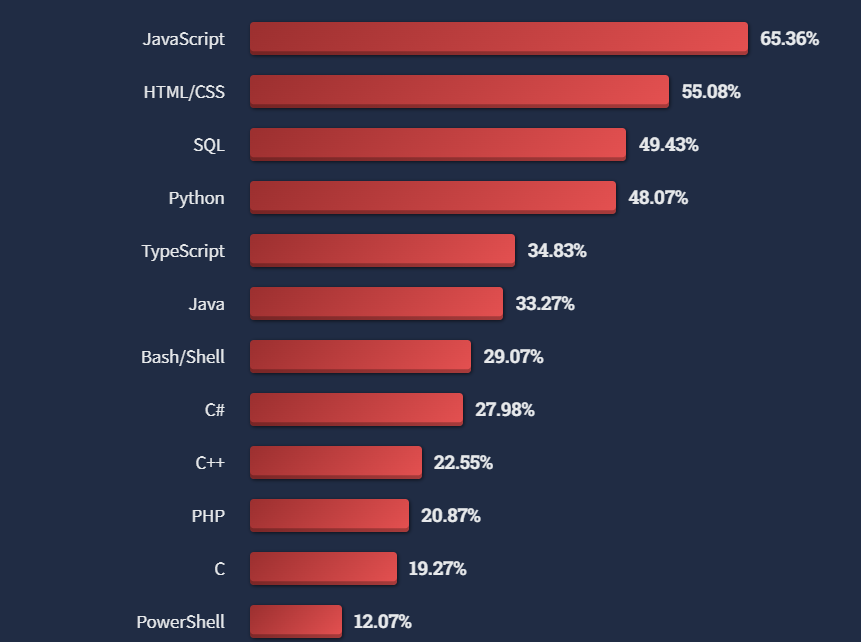 JavaScript 65.36%
HTML/CSS 55.08%
SQL 49.43%
Python 48.07%
TypeScript 34.83%
Java 33.27%
Bash/Shell 29.07%
C# 27.98%
C++ 22.55%
PHP 20.87%
C 19.27%
PowerShell 12.07%